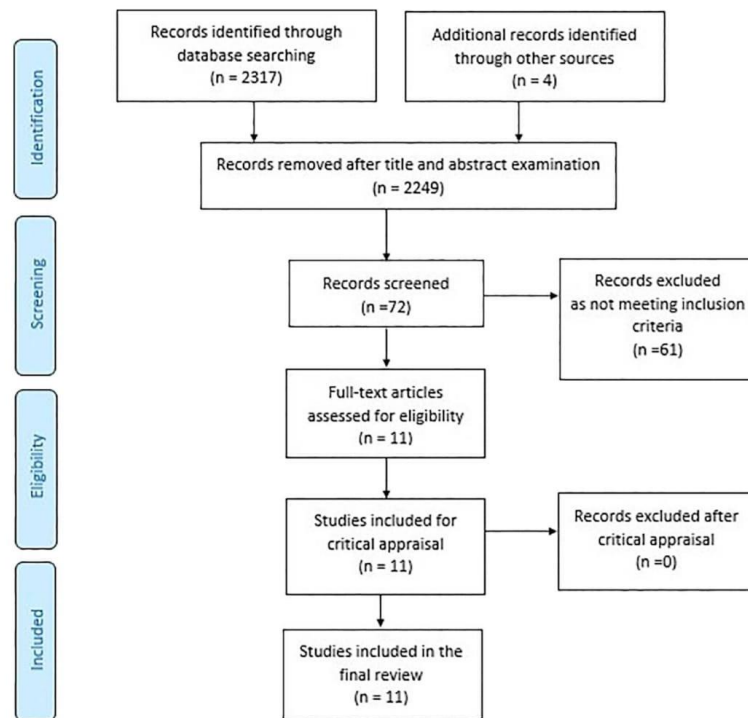 Identification
Records identified through
database searching
(n = 2317)
Additional records identified
through other sources
(n = 4)
Records removed after title and abstract examination
(n = 2249)
Screening
Records screened
(n =72)
Records excluded
as not meeting inclusion
criteria
(n =61)
Eligibility
Full-text articles
assessed for eligibility
(n = 11)
Studies included for
critical appraisal
(n = 11)
Records excluded after
critical appraisal
(n =0)
Included
Studies included in the
final review
(n = 11)